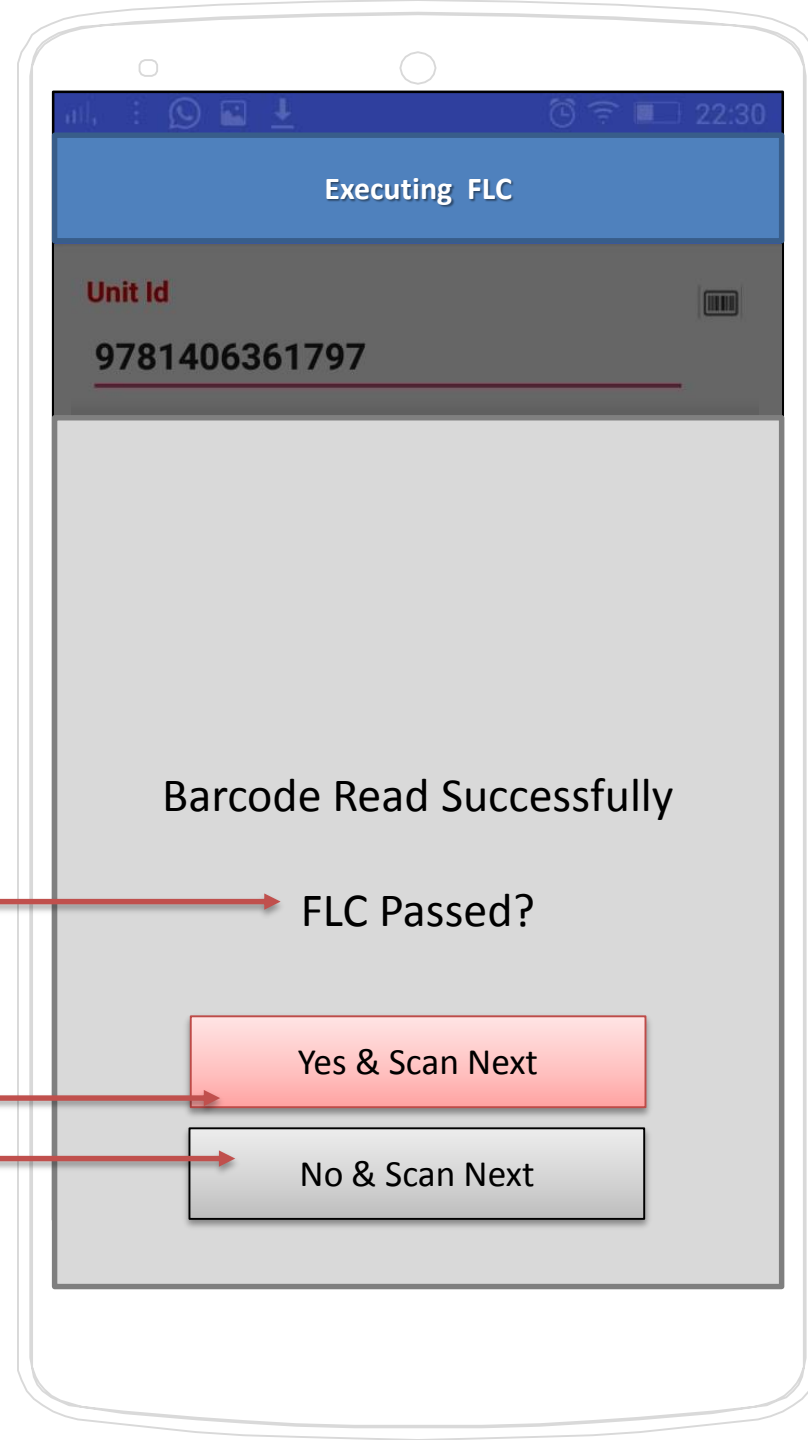 22:30
Executing FLC
Unit Id
9781406361797
Barcode Read Successfully
FLC Passed?
Yes & Scan Next
No & Scan Next